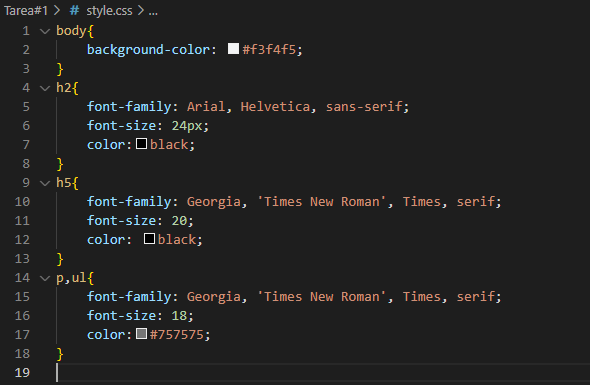 Tarea#1 > # style.css > ...
1 body{
2     background-color: #f3f4f5;
3 }
4 h2{
5     font-family: Arial, Helvetica, sans-serif;
6     font-size: 24px;
7     color:black;
8 }
9 h5{
10     font-family: Georgia, 'Times New Roman', Times, serif;
11     font-size: 20;
12     color: black;
13 }
14 p,ul{
15     font-family: Georgia, 'Times New Roman', Times, serif;
16     font-size: 18;
17     color:#757575;
18 }
19